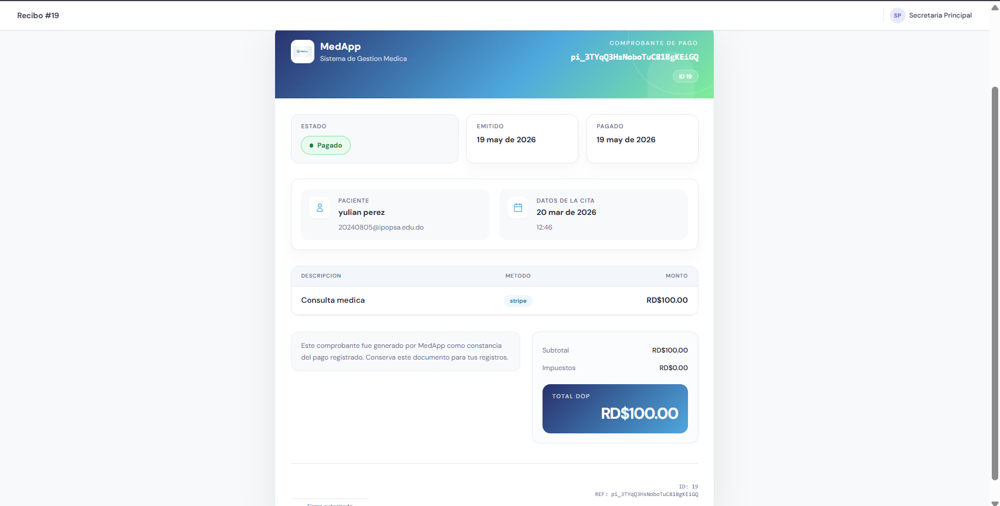 Recibo #19
SP Secretaria Principal
MedApp
Sistema de Gestion Medica
COMPROBANTE DE PAGO
pi_3TYqQ3HsNoboTuC818gKEiGQ
ID 19
ESTADO
Pagado
EMITIDO
19 may de 2026
PAGADO
19 may de 2026
PACIENTE
yulian perez
20240805@ipopsa.edu.do
DATOS DE LA CITA
20 mar de 2026
12:46
DESCRIPCION METODO MONTO
Consulta medica stripe RD$100.00
Este comprobante fue generado por MedApp como constancia
del pago registrado. Conserva este documento para tus registros.
Subtotal RD$100.00
Impuestos RD$0.00
TOTAL DOP
RD$100.00
ID: 19
REF: pi_3TYqQ3HsNoboTuC818gKEiGQ